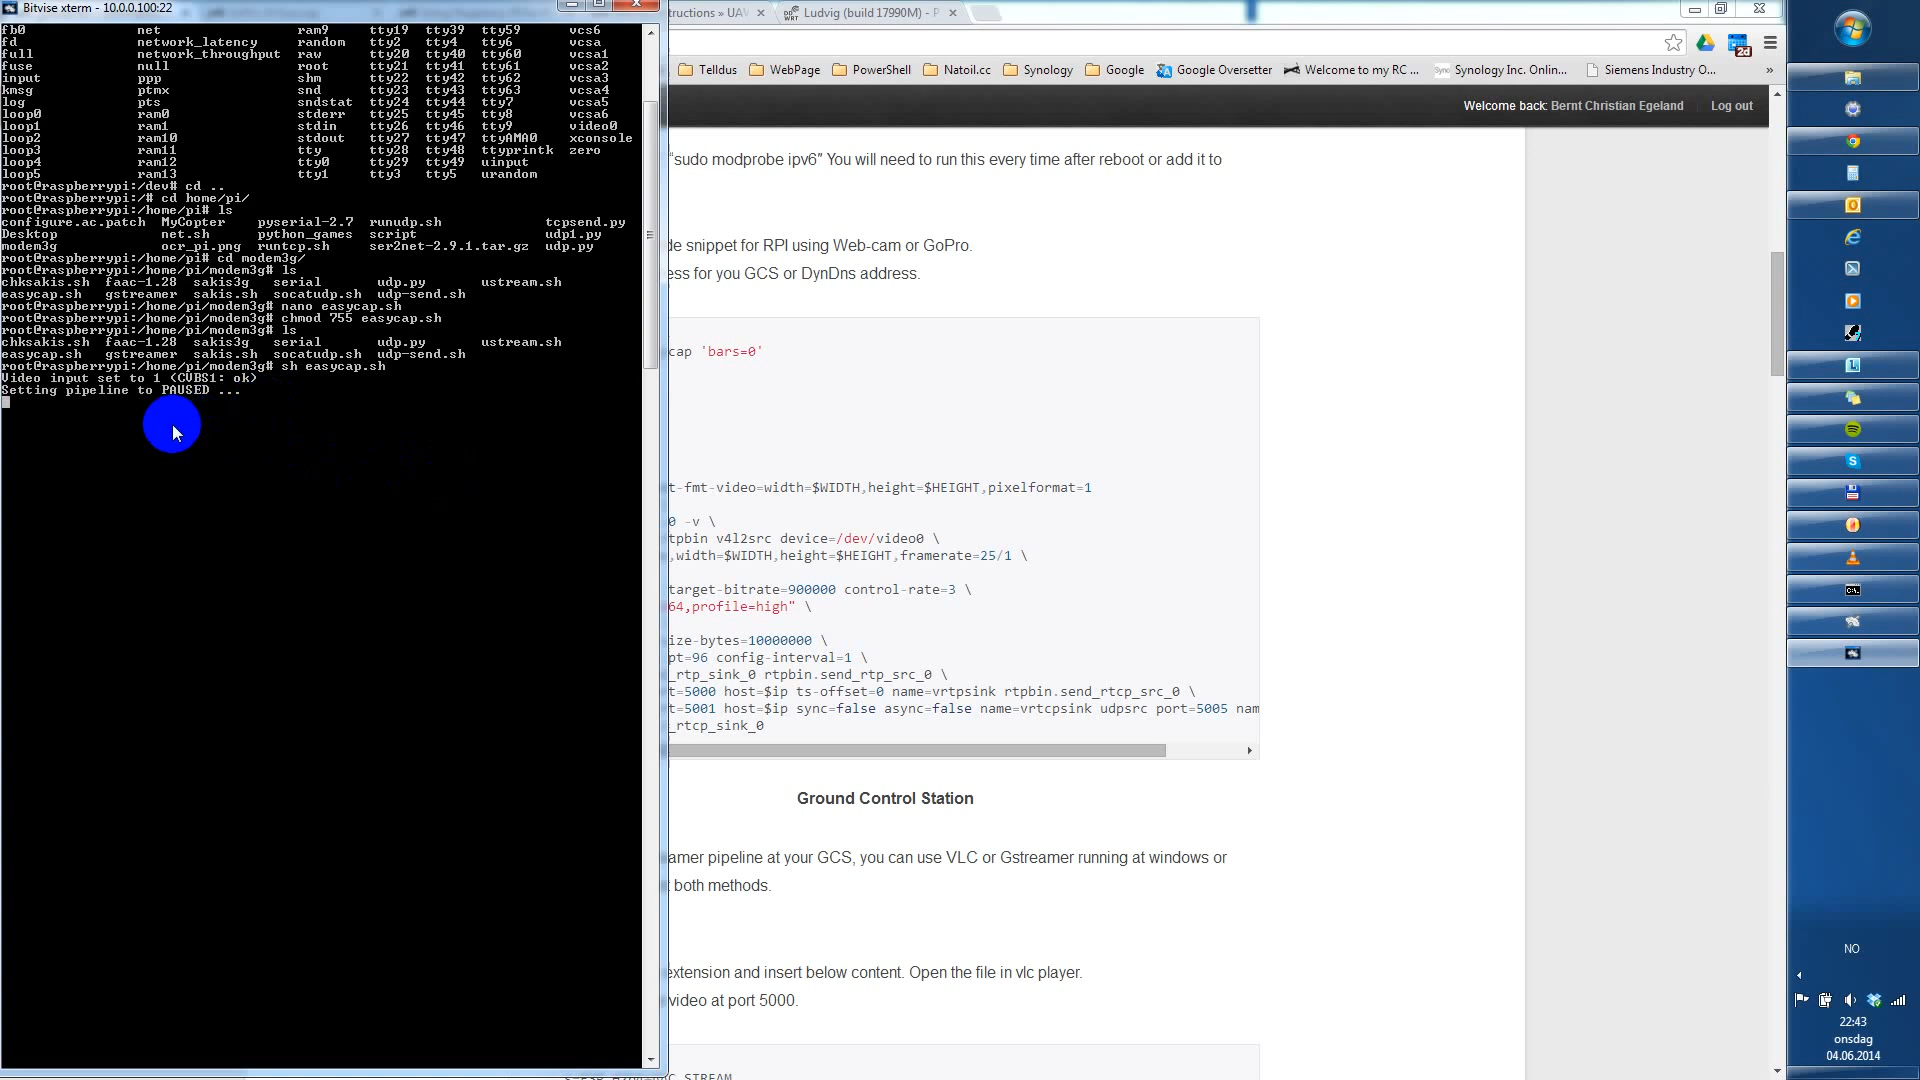 Bitvise xterm - 10.0.0.100:22
fb0 net ram9 tty19 tty39 tty59 vcs6
fd network_latency random tty2 tty4 tty6 vcsa
full network_throughput raw tty20 tty40 tty60 vcsa1
fuse null root tty21 tty41 tty61 vcsa2
input ppp shm tty22 tty42 tty62 vcsa3
kmsg ptmx snd tty23 tty43 tty63 vcsa4
log pts sndstat tty24 tty44 tty7 vcsa5
loop0 ram0 stderr tty25 tty45 tty8 vcsa6
loop1 ram1 stdin tty26 tty46 tty9 video0
loop2 ram10 stdout tty27 tty47 ttyAMA0 xconsole
loop3 ram11 tty tty28 tty48 ttyprintk zero
loop4 ram12 tty0 tty29 tty49 uinput
loop5 ram13 tty1 tty3 tty5 urandom
root@raspberrypi:/dev# cd ..
root@raspberrypi:/# cd home/pi/
root@raspberrypi:/home/pi# ls
configure.ac.patch MyCopter pyserial-2.7 runudp.sh tcpsend.py
Desktop net.sh python_games script udp1.py
modem3g ocr_pi.png runtcp.sh ser2net-2.9.1.tar.gz udp.py
root@raspberrypi:/home/pi# cd modem3g/
root@raspberrypi:/home/pi/modem3g# ls
chksakis.sh faac-1.28 sakis3g serial udp.py ustream.sh
easycap.sh gstreamer sakis.sh socatudp.sh udp-send.sh
root@raspberrypi:/home/pi/modem3g# nano easycap.sh
root@raspberrypi:/home/pi/modem3g# chmod 755 easycap.sh
root@raspberrypi:/home/pi/modem3g# ls
chksakis.sh faac-1.28 sakis3g serial udp.py ustream.sh
easycap.sh gstreamer sakis.sh socatudp.sh udp-send.sh
root@raspberrypi:/home/pi/modem3g# sh easycap.sh
Video input set to 1 (CVBS1: ok)
Setting pipeline to PAUSED ...
tructions » UAV
Ludvig (build 17990M) - P
Telldus WebPage PowerShell Natoil.cc Synology Google Google Oversetter Welcome to my RC ... Synology Inc. Onlin... Siemens Industry O... »
Welcome back: Bernt Christian Egeland Log out
"sudo modprobe ipv6" You will need to run this every time after reboot or add it to
de snippet for RPI using Web-cam or GoPro.
ess for you GCS or DynDns address.
cap 'bars=0'
t-fmt-video=width=$WIDTH,height=$HEIGHT,pixelformat=1
0 -v \
tpbin v4l2src device=/dev/video0 \
,width=$WIDTH,height=$HEIGHT,framerate=25/1 \
target-bitrate=900000 control-rate=3 \
64,profile=high" \
ize-bytes=10000000 \
pt=96 config-interval=1 \
_rtp_sink_0 rtpbin.send_rtp_src_0 \
t=5000 host=$ip ts-offset=0 name=vrtpsink rtpbin.send_rtcp_src_0 \
t=5001 host=$ip sync=false async=false name=vrtcpsink udpsrc port=5005 nam
_rtcp_sink_0
Ground Control Station
amer pipeline at your GCS, you can use VLC or Gstreamer running at windows or
both methods.
extension and insert below content. Open the file in vlc player.
video at port 5000.
NO
22:43
onsdag
04.06.2014